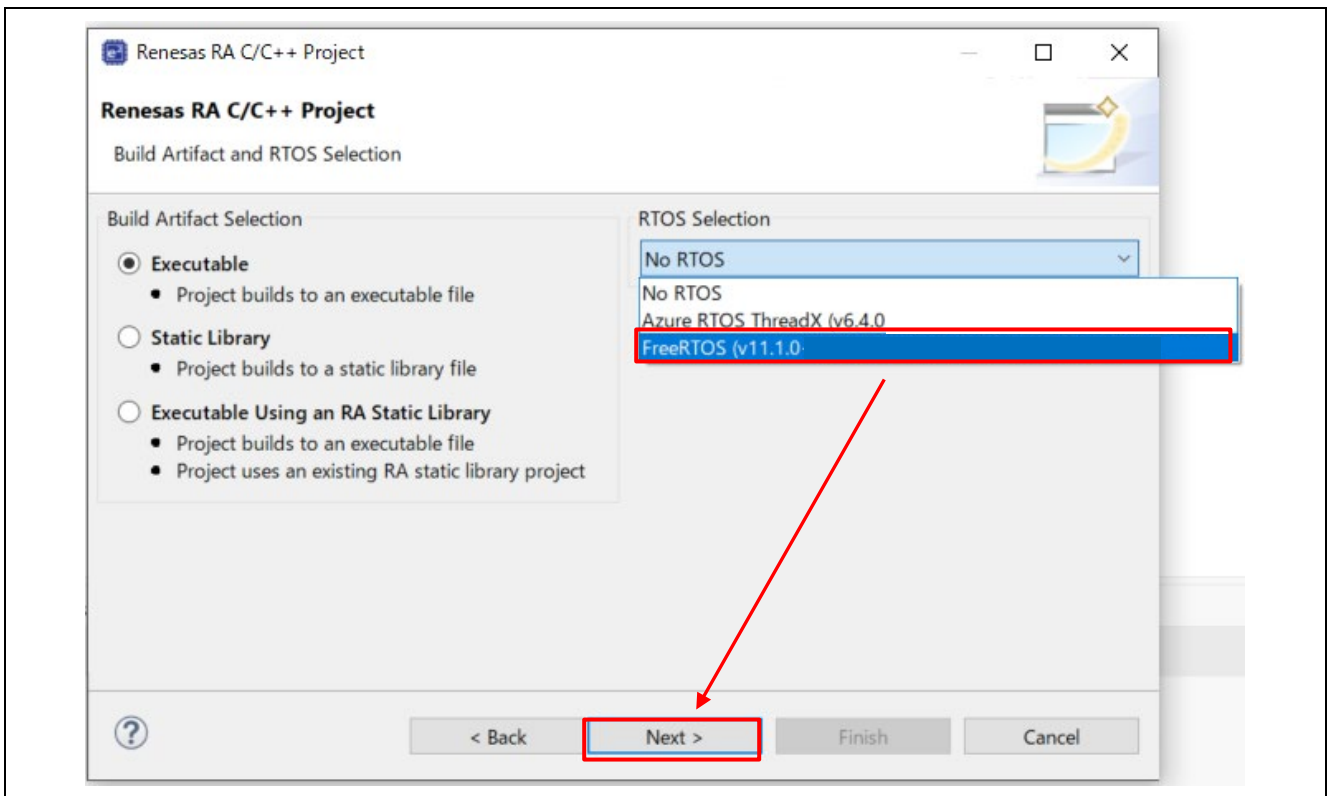 Renesas RA C/C++ Project
Renesas RA C/C++ Project
Build Artifact and RTOS Selection
Build Artifact Selection
Executable
• Project builds to an executable file
Static Library
• Project builds to a static library file
Executable Using an RA Static Library
• Project builds to an executable file
• Project uses an existing RA static library project
RTOS Selection
No RTOS
No RTOS
Azure RTOS ThreadX (v6.4.0
FreeRTOS (v11.1.0
?
< Back
Next >
Finish
Cancel